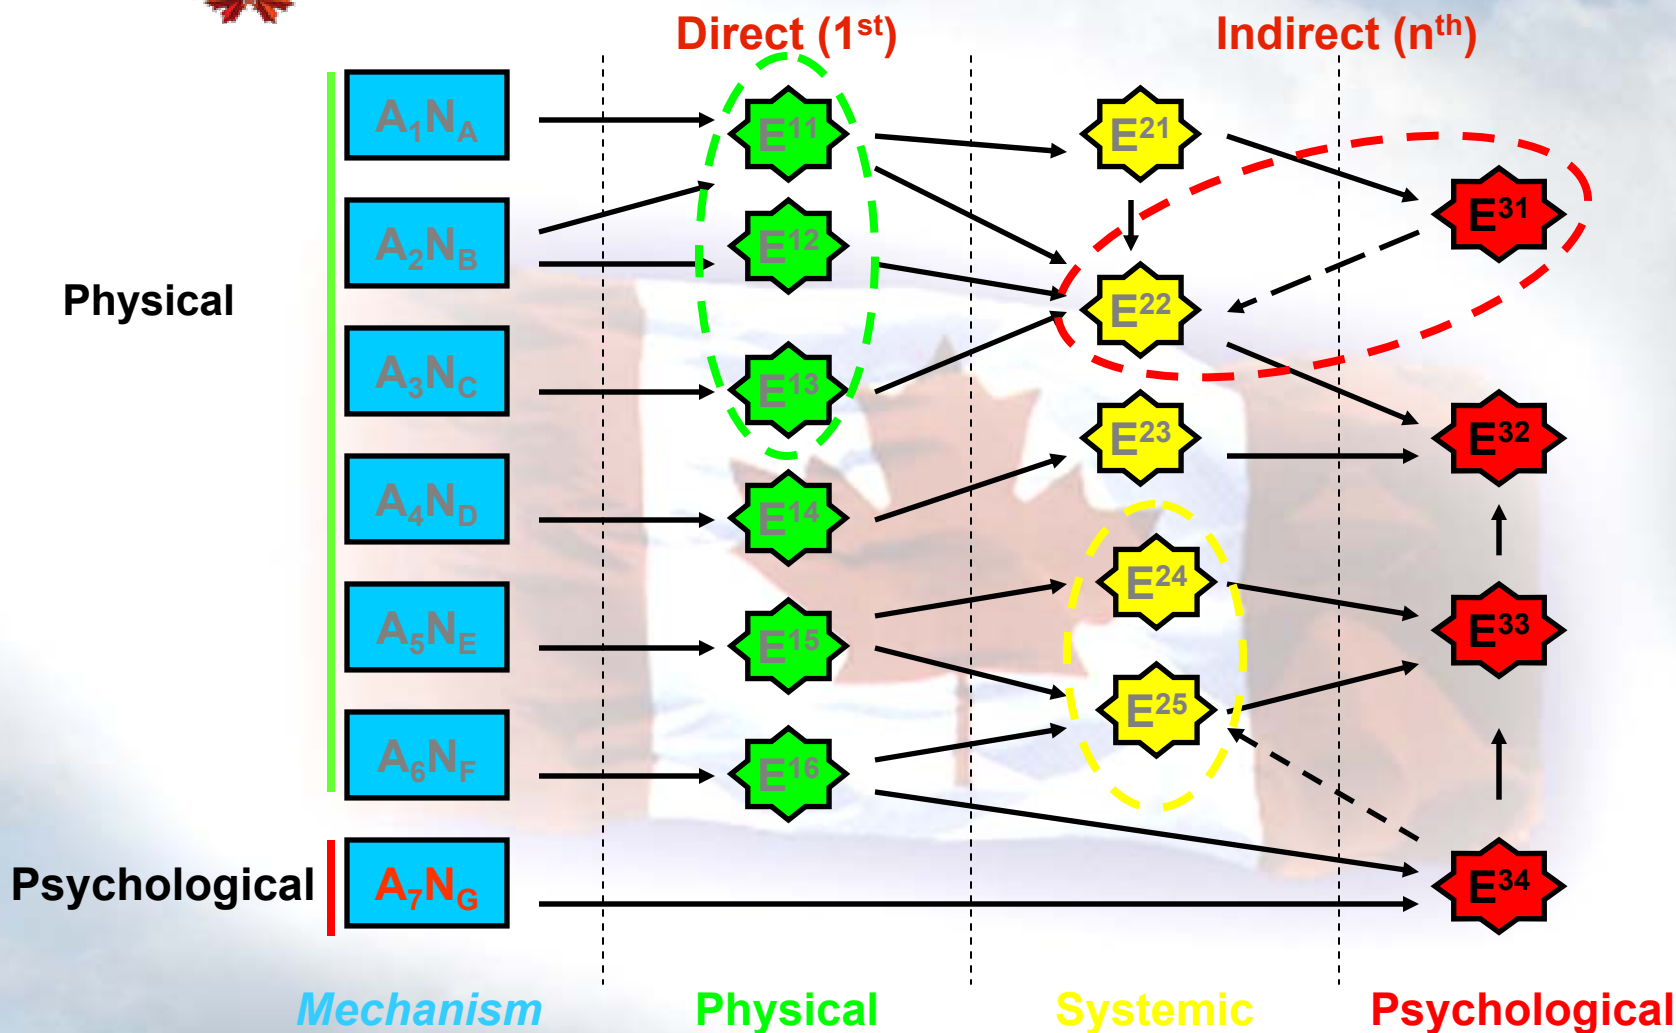 Direct (1st) Indirect (nth)
A1NA E11 E21
E31
A2NB E12
Physical
E22
A3NC E13
E23 E32
A4ND E14
E24
A5NE E15 E33
E25
A6NF E16
Psychological A7NG E34
Mechanism Physical Systemic Psychological